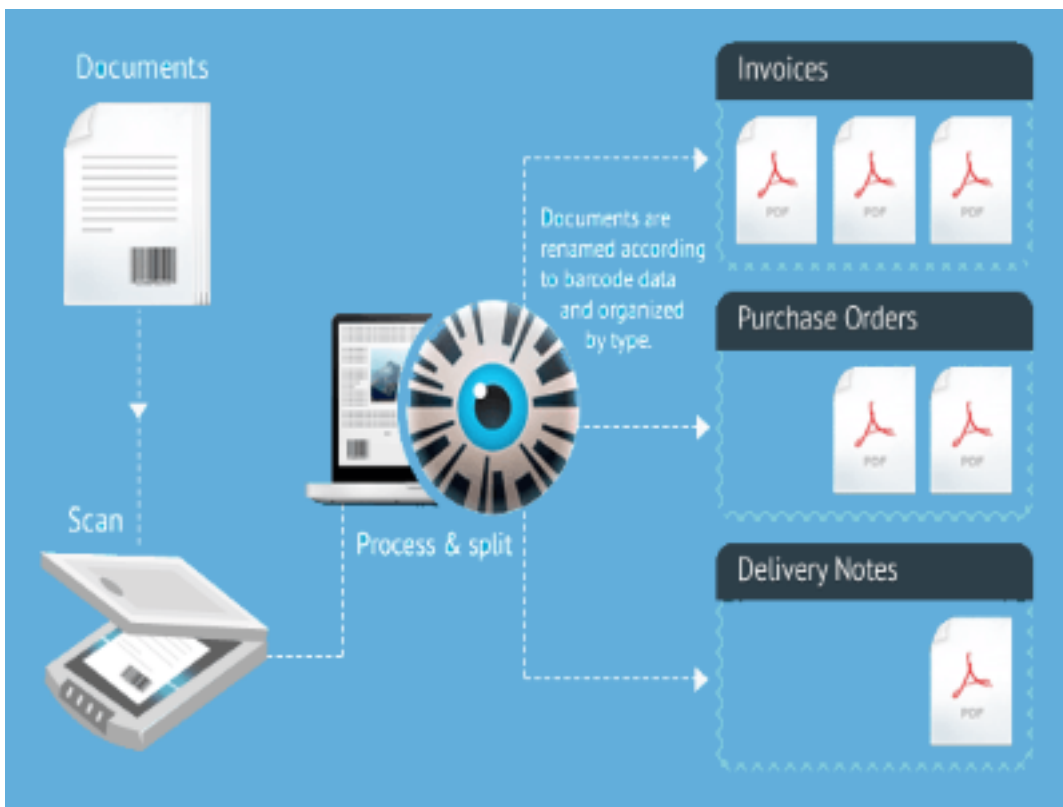 Documents
Scan
Process & split
Documents are
renamed according
to barcode data
and organized
by type.
Invoices
PDF
PDF
PDF
Purchase Orders
PDF
PDF
Delivery Notes
PDF